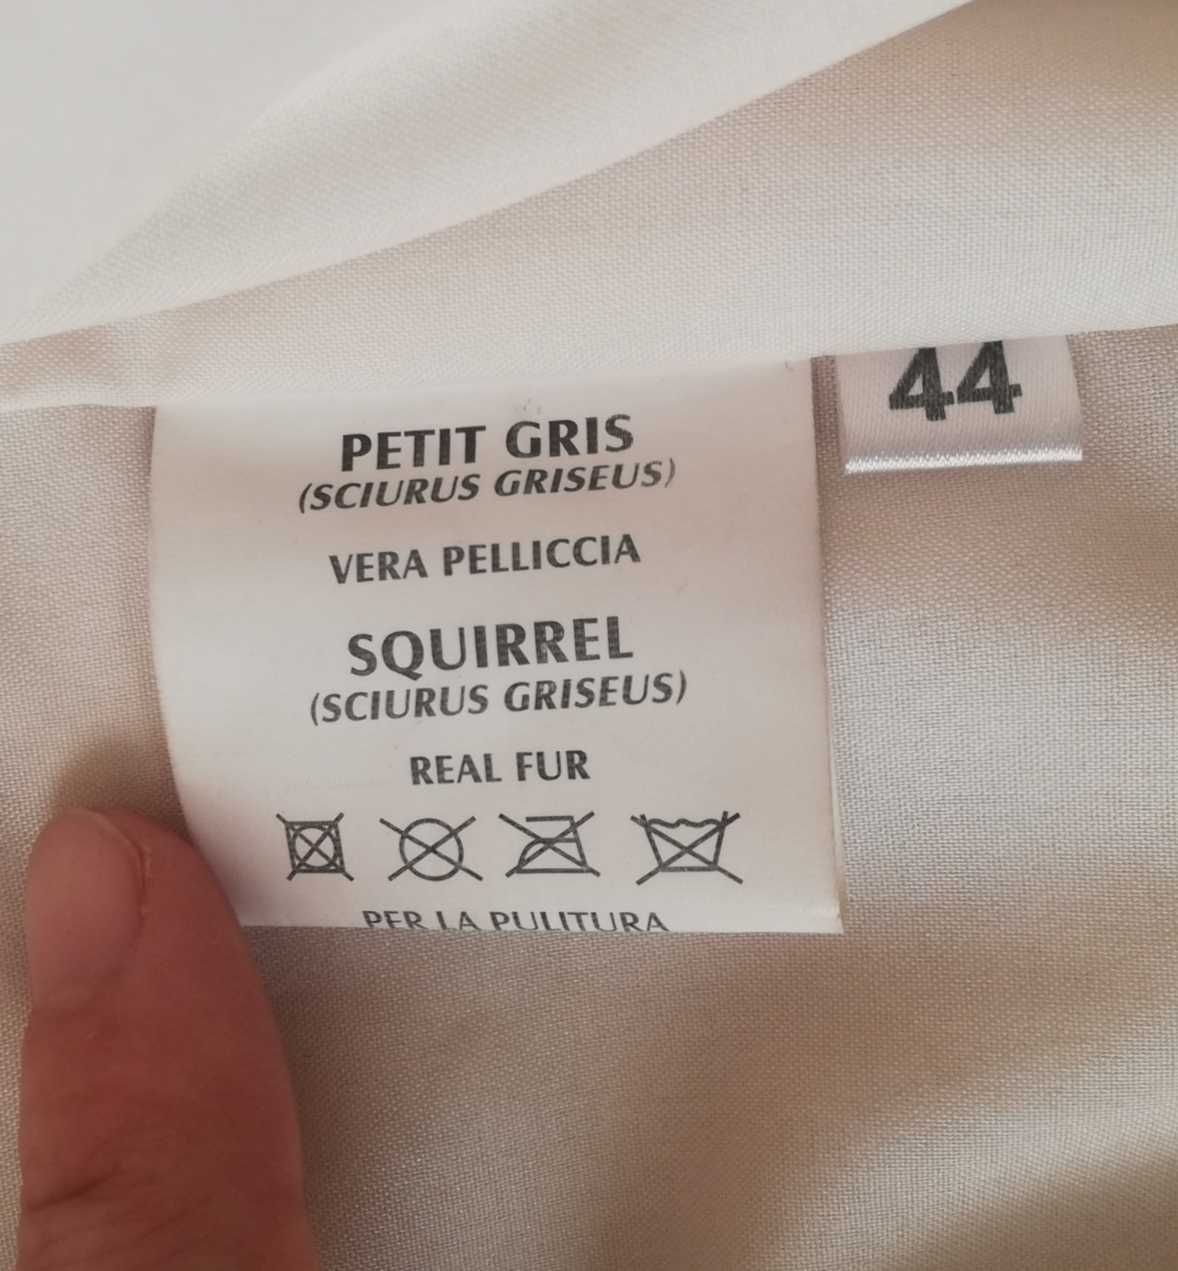 44
PETIT GRIS
(SCIURUS GRISEUS)
VERA PELLICCIA
SQUIRREL
(SCIURUS GRISEUS)
REAL FUR
PER LA PULITURA